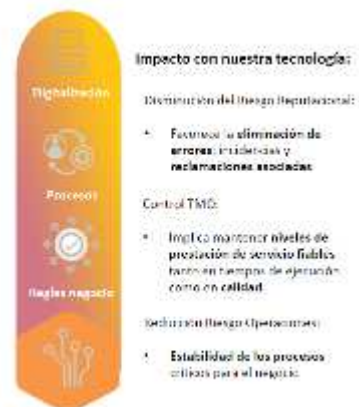 Impacto con nuestra tecnología:
Digitalización
Disminución del Riesgo Reputacional:
• Favorece la eliminación de
errores, incidencias y
reclamaciones asociadas
Procesos
Control TMO:
• Implica mantener niveles de
prestación de servicio fiables
tanto en tiempos de ejecución
como en calidad
Reglas negocio
Reducción Riesgo Operaciones:
• Estabilidad de los procesos
críticos para el negocio